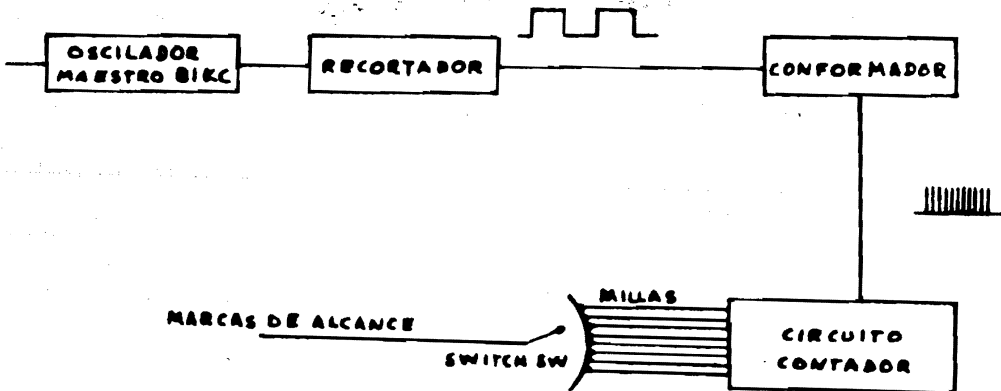 OSCILADOR
MAESTRO 81KC
RECORTADOR
CONFORMADOR
MILLAS
MARCAS DE ALCANCE
SWITCH SW
CIRCUITO
CONTADOR